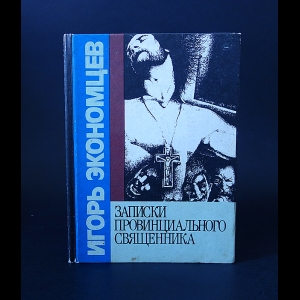 ИГОРЬ ЭКОНОМЦЕВ
ЗАПИСКИ
ПРОВИНЦИАЛЬНОГО
СВЯЩЕННИКА